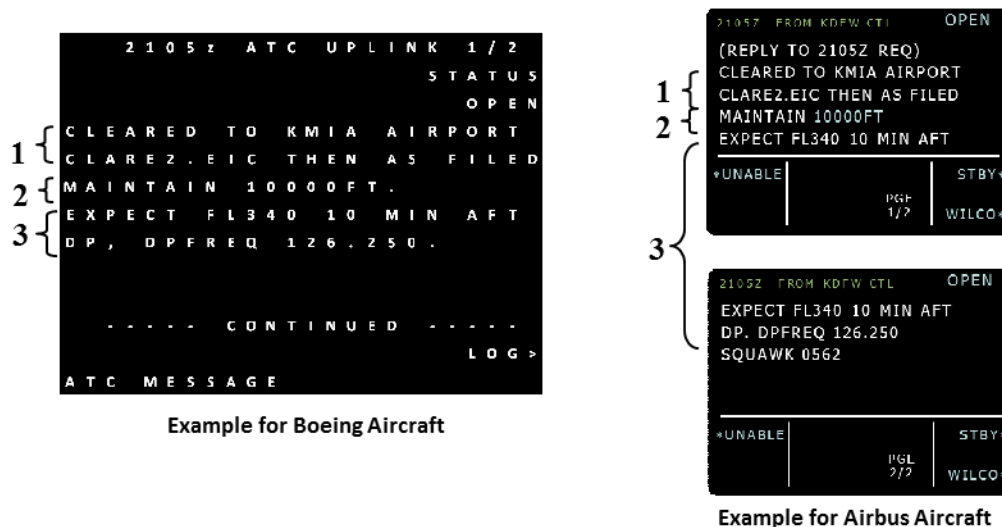 2105z ATC UPLINK 1/2
STATUS
OPEN
1
CLEARED TO KMIA AIRPORT
CLARE2.EIC THEN AS FILED
2
MAINTAIN 10000FT.
3
EXPECT FL340 10 MIN AFT
DP, DPFREQ 126.250.
----- CONTINUED -----
LOG>
ATC MESSAGE
Example for Boeing Aircraft
2105Z FROM KDFW CTL OPEN
(REPLY TO 2105Z REQ)
1
CLEARED TO KMIA AIRPORT
CLARE2.EIC THEN AS FILED
2
MAINTAIN 10000FT
EXPECT FL340 10 MIN AFT
*UNABLE STBY*
PGE
1/2 WILCO*
3
2105Z FROM KDFW CTL OPEN
EXPECT FL340 10 MIN AFT
DP. DPFREQ 126.250
SQUAWK 0562
*UNABLE STBY*
PGE
2/2 WILCO*
Example for Airbus Aircraft